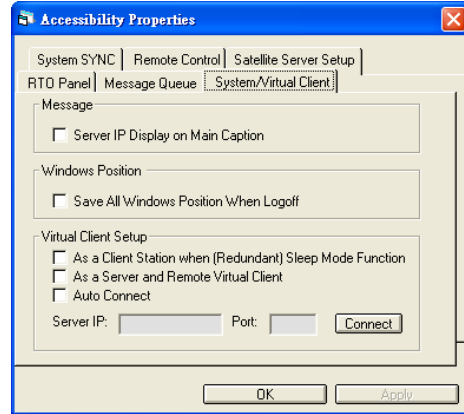 Accessibility Properties
System SYNC Remote Control Satellite Server Setup
RTO Panel Message Queue System/Virtual Client
Message
Server IP Display on Main Caption
Windows Position
Save All Windows Position When Logoff
Virtual Client Setup
As a Client Station when (Redundant) Sleep Mode Function
As a Server and Remote Virtual Client
Auto Connect
Server IP: Port: Connect
OK Apply